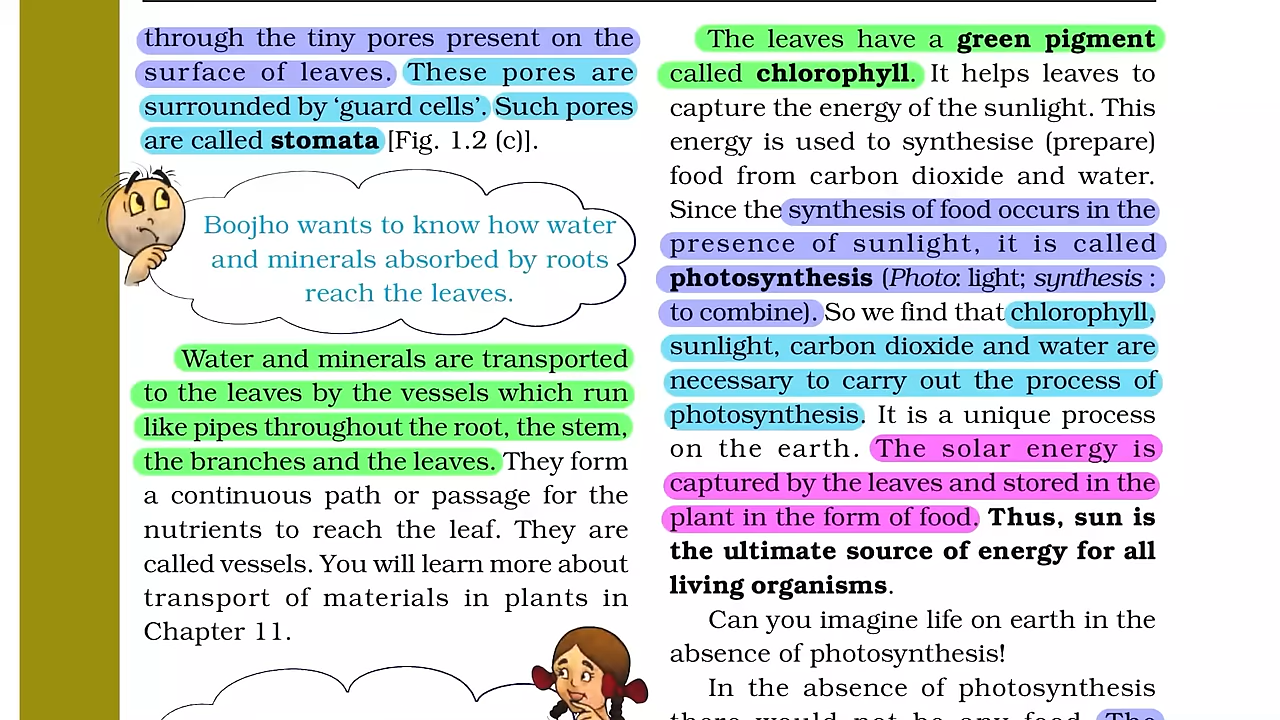 through the tiny pores present on the
surface of leaves. These pores are
surrounded by ‘guard cells’. Such pores
are called stomata [Fig. 1.2 (c)].
Boojho wants to know how water
and minerals absorbed by roots
reach the leaves.
Water and minerals are transported
to the leaves by the vessels which run
like pipes throughout the root, the stem,
the branches and the leaves. They form
a continuous path or passage for the
nutrients to reach the leaf. They are
called vessels. You will learn more about
transport of materials in plants in
Chapter 11.
The leaves have a green pigment
called chlorophyll. It helps leaves to
capture the energy of the sunlight. This
energy is used to synthesise (prepare)
food from carbon dioxide and water.
Since the synthesis of food occurs in the
presence of sunlight, it is called
photosynthesis (Photo: light; synthesis :
to combine). So we find that chlorophyll,
sunlight, carbon dioxide and water are
necessary to carry out the process of
photosynthesis. It is a unique process
on the earth. The solar energy is
captured by the leaves and stored in the
plant in the form of food. Thus, sun is
the ultimate source of energy for all
living organisms.
Can you imagine life on earth in the
absence of photosynthesis!
In the absence of photosynthesis
there would not be any food. The